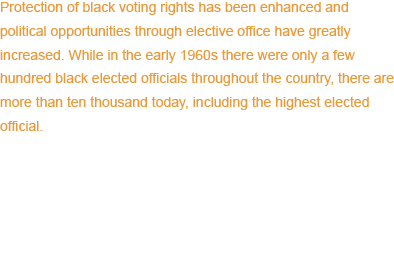 Protection of black voting rights has been enhanced and
political opportunities through elective office have greatly
increased. While in the early 1960s there were only a few
hundred black elected officials throughout the country, there are
more than ten thousand today, including the highest elected
official.